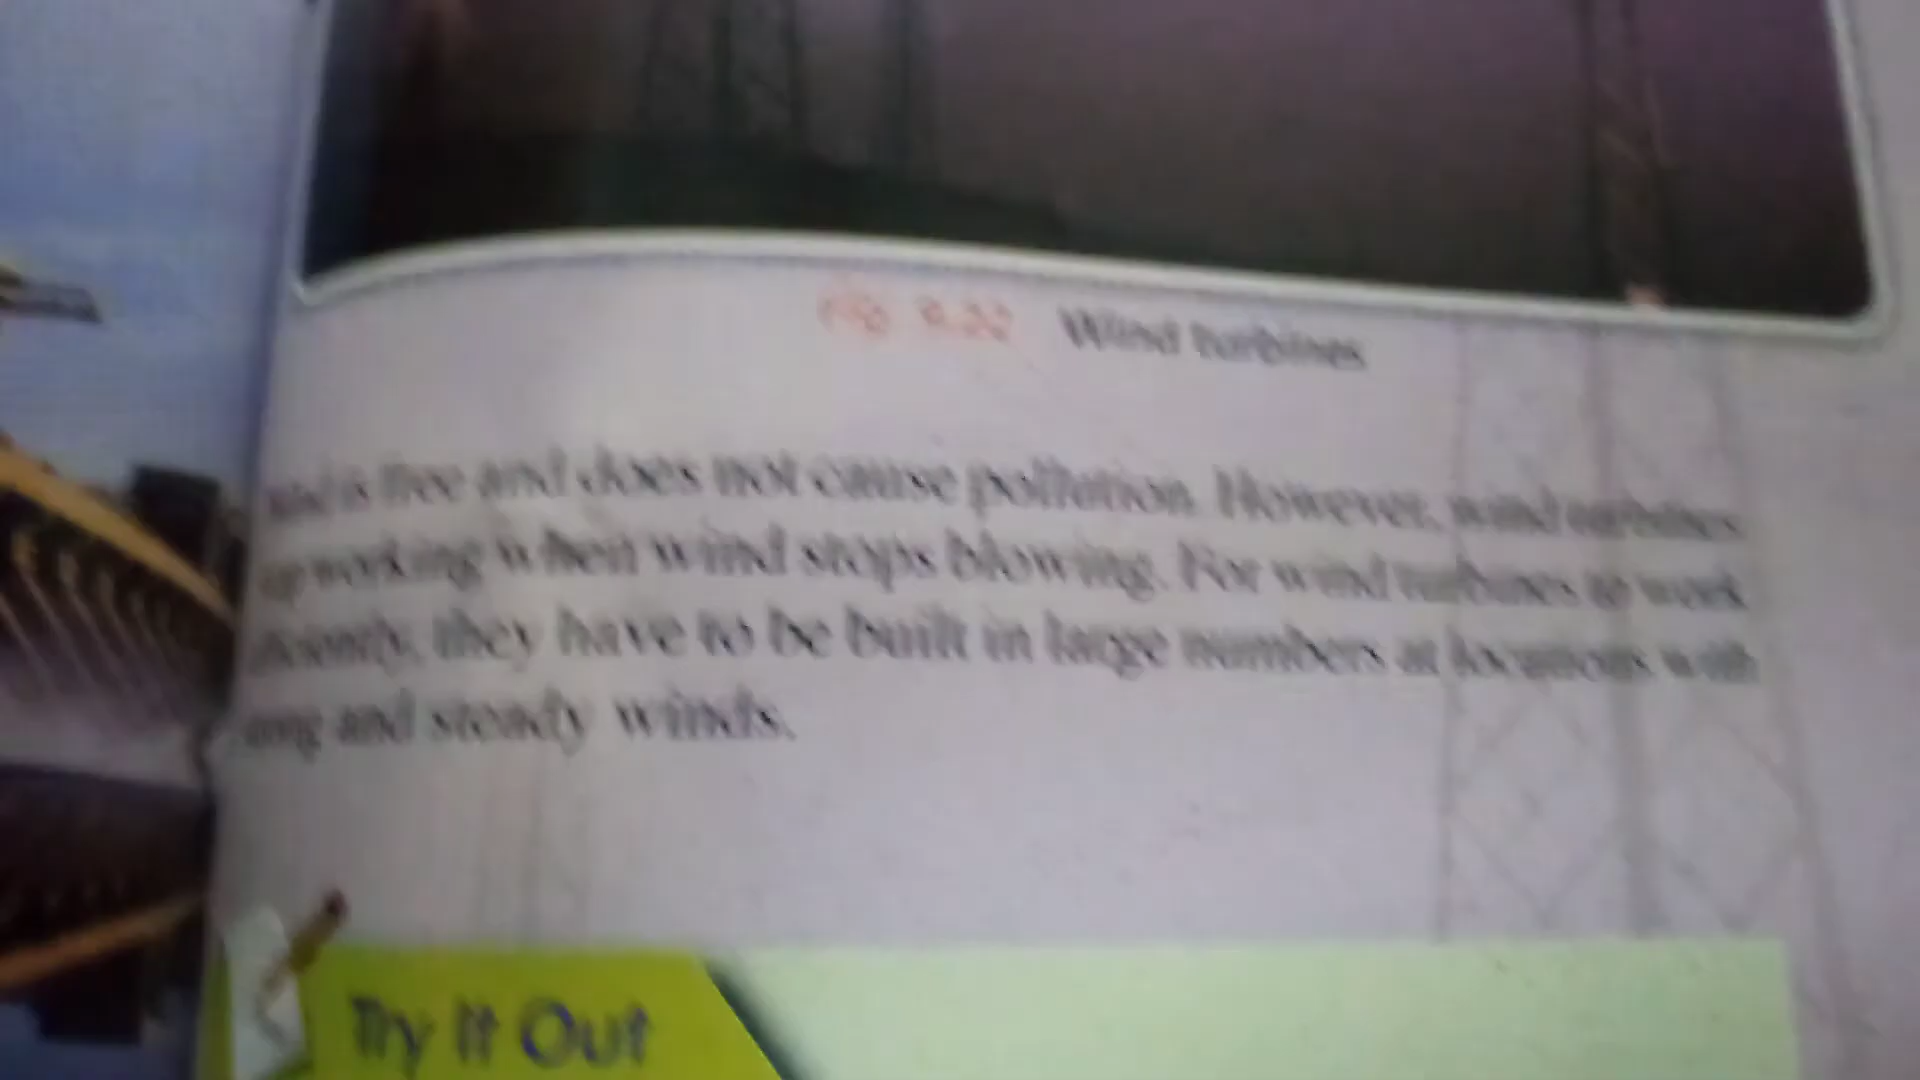 Wind turbines
is free and does not cause pollution. However, wind turbines
working when wind stops blowing. For wind turbines to work
they have to be built in large numbers at locations with
and steady winds.
Try It Out